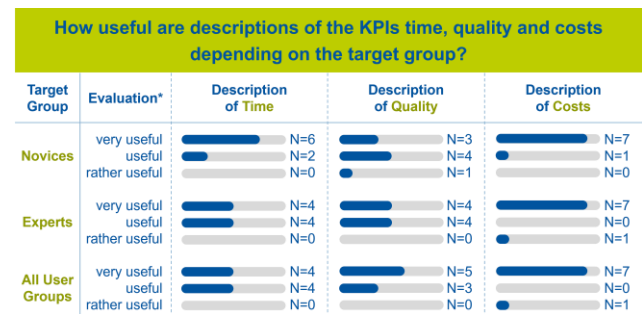 How useful are descriptions of the KPIs time, quality and costs
depending on the target group?
Target Group Evaluation* Description of Time Description of Quality Description of Costs
Novices
very useful N=6 N=3 N=7
useful N=2 N=4 N=1
rather useful N=0 N=1 N=0
Experts
very useful N=4 N=4 N=7
useful N=4 N=4 N=0
rather useful N=0 N=0 N=1
All User Groups
very useful N=4 N=5 N=7
useful N=4 N=3 N=0
rather useful N=0 N=0 N=1